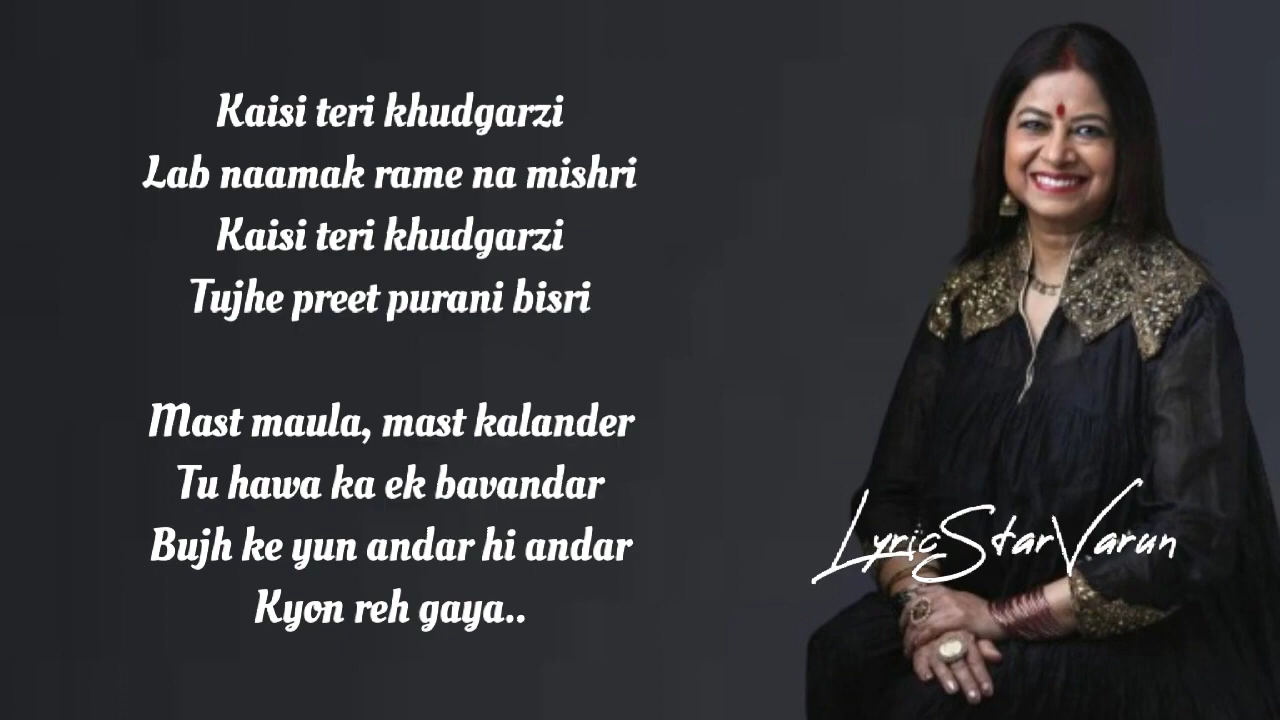 Kaisi teri khudgarzi
Lab naamak rame na mishri
Kaisi teri khudgarzi
Tujhe preet purani bisri
Mast maula, mast kalander
Tu hawa ka ek bavandar
Bujh ke yun andar hi andar
Kyon reh gaya..
LyricStarVarun